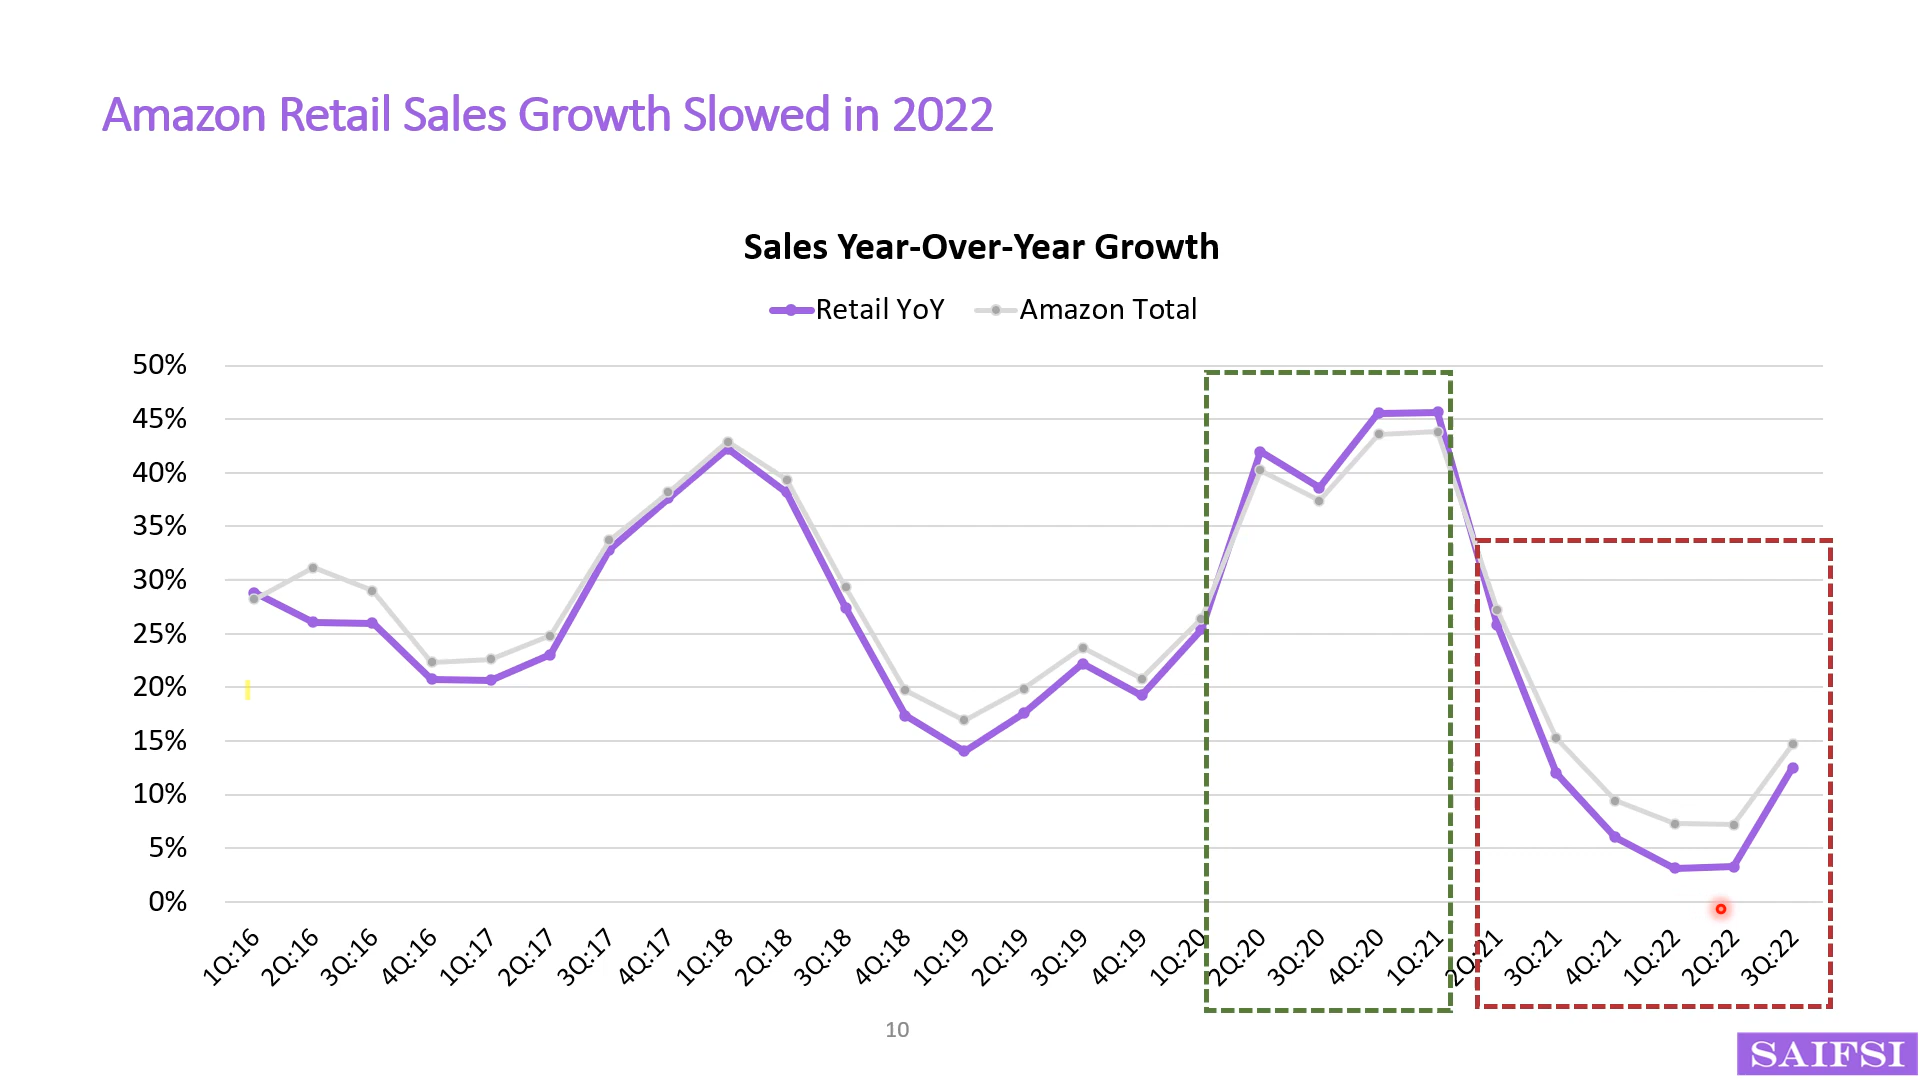 Amazon Retail Sales Growth Slowed in 2022
Sales Year-Over-Year Growth
Retail YoY
Amazon Total
50%
45%
40%
35%
30%
25%
20%
15%
10%
5%
0%
1Q:16
2Q:16
3Q:16
4Q:16
1Q:17
2Q:17
3Q:17
4Q:17
1Q:18
2Q:18
3Q:18
4Q:18
1Q:19
2Q:19
3Q:19
4Q:19
1Q:20
2Q:20
3Q:20
4Q:20
1Q:21
2Q:21
3Q:21
4Q:21
1Q:22
2Q:22
3Q:22
10
SAIFSI